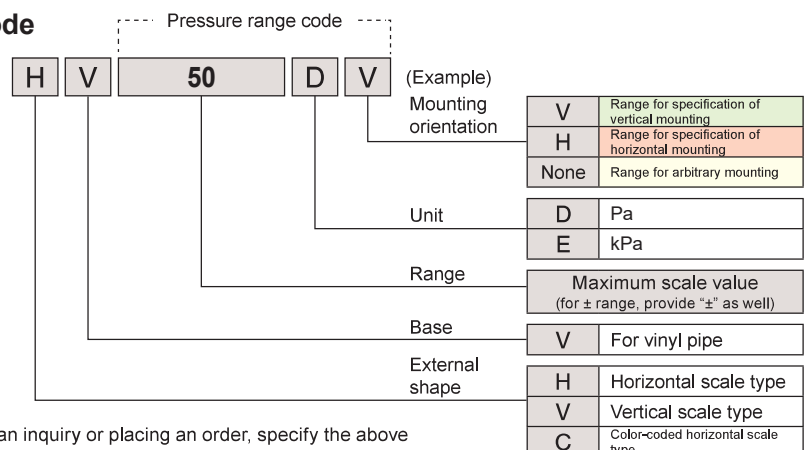 ode
Pressure range code
H V 50 D V (Example)
Mounting
orientation
V Range for specification of
vertical mounting
H Range for specification of
horizontal mounting
None Range for arbitrary mounting
Unit
D Pa
E kPa
Range
Maximum scale value
(for ± range, provide “±” as well)
Base
V For vinyl pipe
External
shape
H Horizontal scale type
V Vertical scale type
C Color-coded horizontal scale
type
an inquiry or placing an order, specify the above